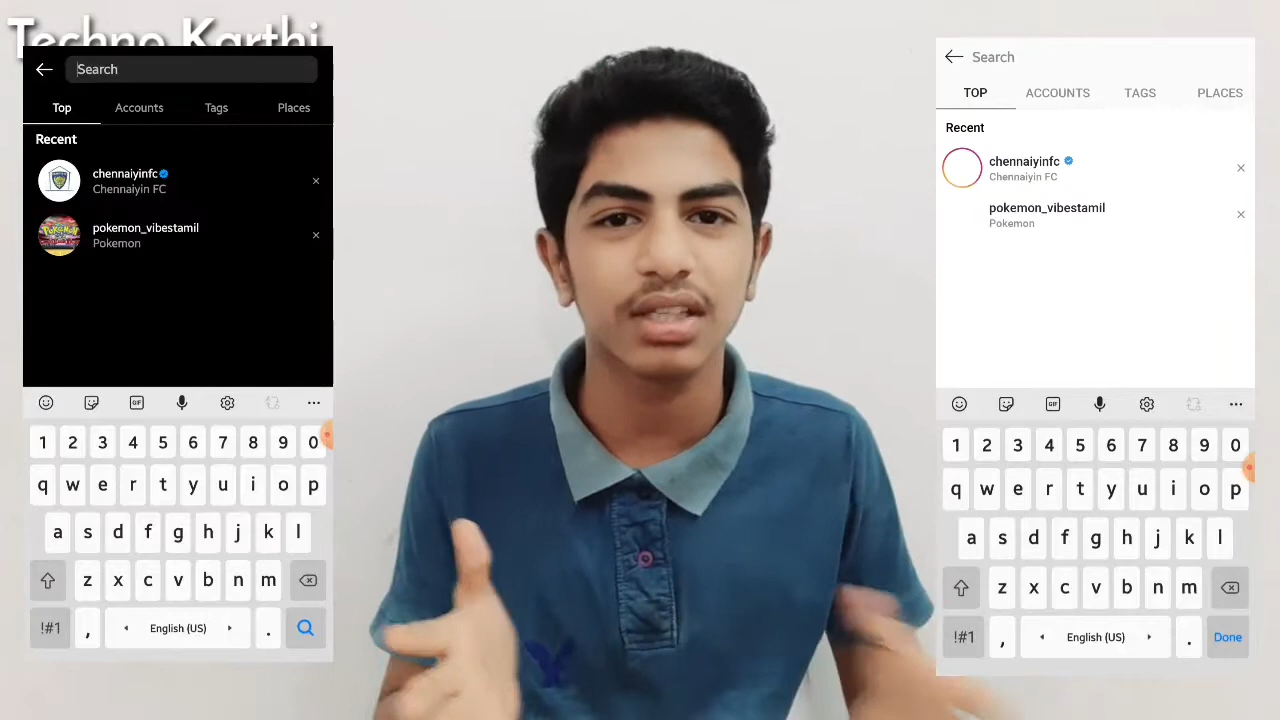 Techno Karthi
Search
Top Accounts Tags Places
Recent
chennaiyinfc
Chennaiyin FC
pokemon_vibestamil
Pokemon
GIF
1 2 3 4 5 6 7 8 9 0
q w e r t y u i o p
a s d f g h j k l
z x c v b n m
!#1 , English (US) .
Search
TOP ACCOUNTS TAGS PLACES
Recent
chennaiyinfc
Chennaiyin FC
pokemon_vibestamil
Pokemon
GIF
1 2 3 4 5 6 7 8 9 0
q w e r t y u i o p
a s d f g h j k l
z x c v b n m
!#1 , English (US) . Done